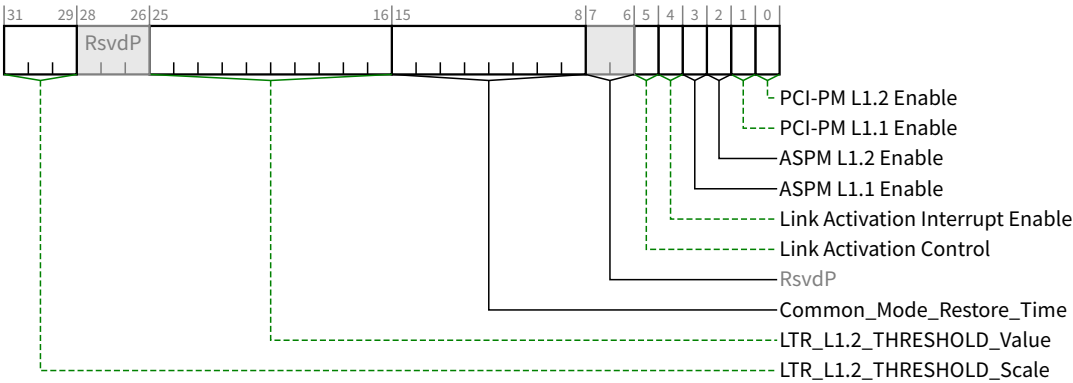 31 29 28 26 25 16 15 8 7 6 5 4 3 2 1 0
RsvdP
PCI-PM L1.2 Enable
PCI-PM L1.1 Enable
ASPM L1.2 Enable
ASPM L1.1 Enable
Link Activation Interrupt Enable
Link Activation Control
RsvdP
Common_Mode_Restore_Time
LTR_L1.2_THRESHOLD_Value
LTR_L1.2_THRESHOLD_Scale